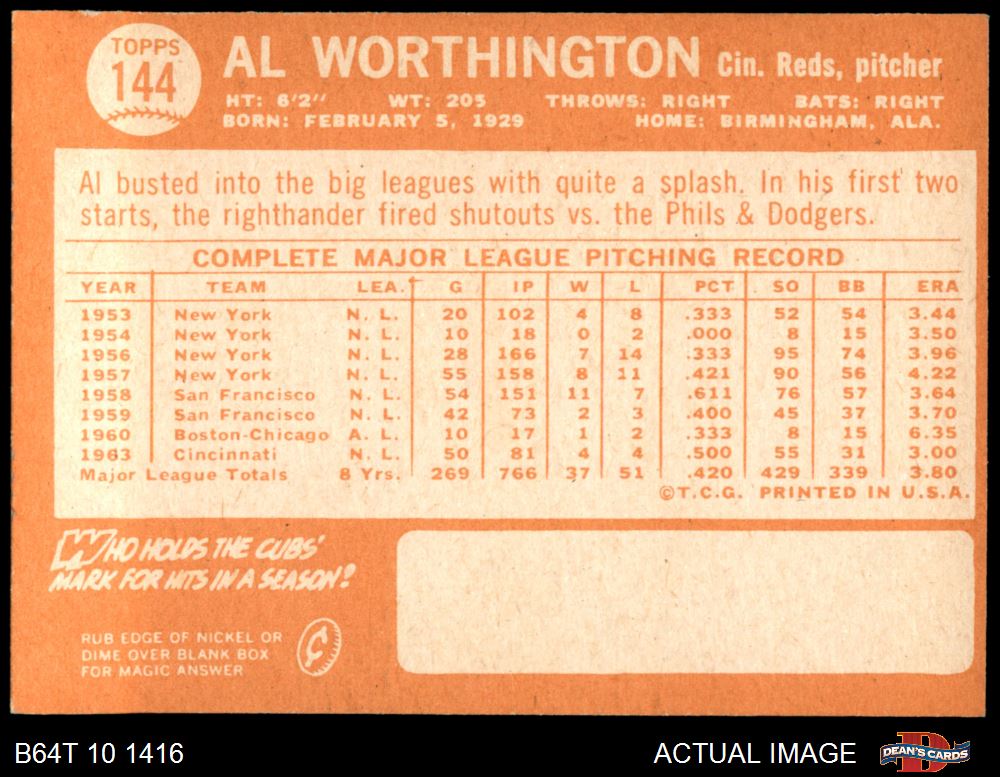 TOPPS
144
AL WORTHINGTON Cin. Reds, pitcher
HT: 6'2" WT: 205 THROWS: RIGHT BATS: RIGHT
BORN: FEBRUARY 5, 1929 HOME: BIRMINGHAM, ALA.
Al busted into the big leagues with quite a splash. In his first two
starts, the righthander fired shutouts vs. the Phils & Dodgers.
COMPLETE MAJOR LEAGUE PITCHING RECORD
YEAR TEAM LEA. G IP W L PCT SO BB ERA
1953 New York N. L. 20 102 4 8 .333 52 54 3.44
1954 New York N. L. 10 18 0 2 .000 8 15 3.50
1956 New York N. L. 28 166 7 14 .333 95 74 3.96
1957 New York N. L. 55 158 8 11 .421 90 56 4.22
1958 San Francisco N. L. 54 151 11 7 .611 76 57 3.64
1959 San Francisco N. L. 42 73 2 3 .400 45 37 3.70
1960 Boston-Chicago A. L. 10 17 1 2 .333 8 15 6.35
1963 Cincinnati N. L. 50 81 4 4 .500 55 31 3.00
Major League Totals 8 Yrs. 269 766 37 51 .420 429 339 3.80
©T.C.G. PRINTED IN U.S.A.
WHO HOLDS THE CUBS'
MARK FOR HITS IN A SEASON?
RUB EDGE OF NICKEL OR
DIME OVER BLANK BOX
FOR MAGIC ANSWER
¢
B64T 10 1416 ACTUAL IMAGE
D
DEAN'S CARDS